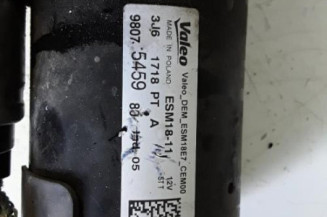 Valeo
MADE IN POLAND
Valeo_DEM_ESM18E7_CEM00
3J6 1718 PT A ESM18-11 12V
9807 5459 80